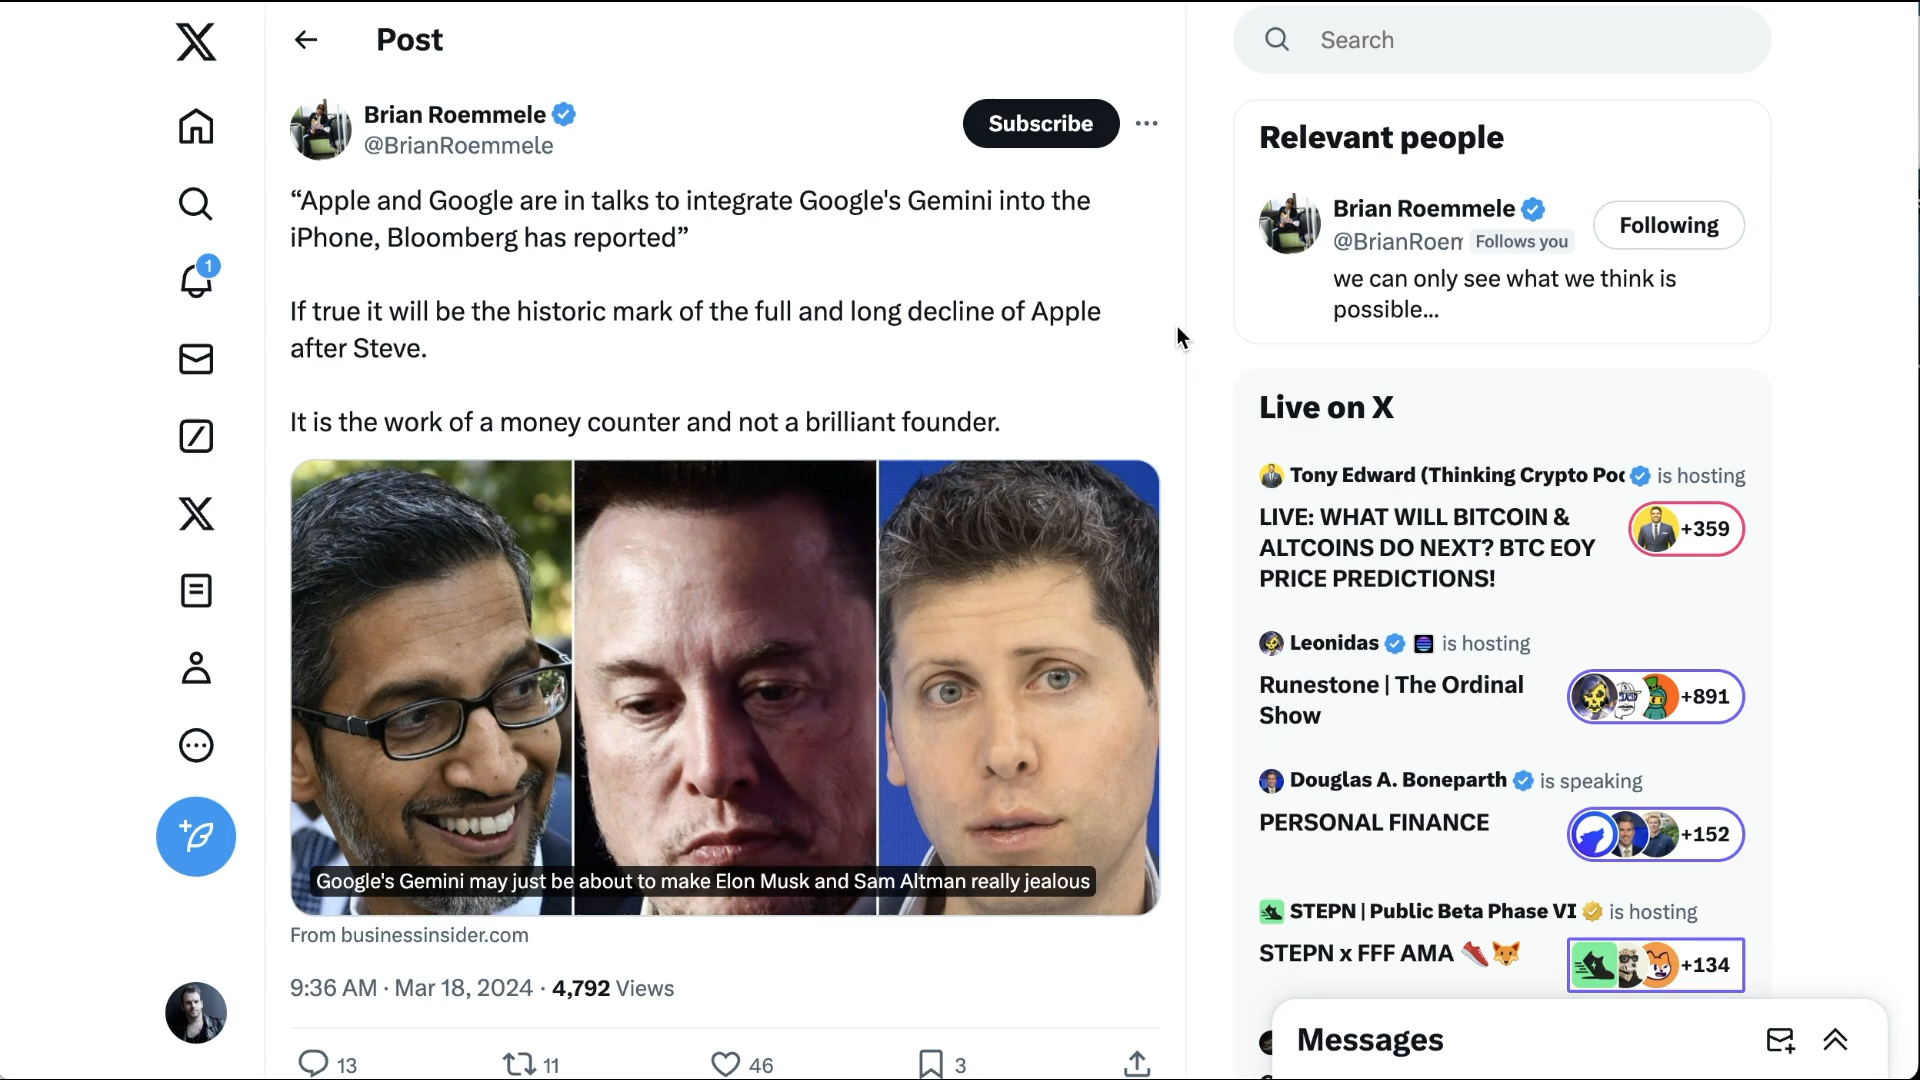 Post
Brian Roemmele
@BrianRoemmele
Subscribe
“Apple and Google are in talks to integrate Google's Gemini into the
iPhone, Bloomberg has reported”
If true it will be the historic mark of the full and long decline of Apple
after Steve.
It is the work of a money counter and not a brilliant founder.
Google's Gemini may just be about to make Elon Musk and Sam Altman really jealous
From businessinsider.com
9:36 AM · Mar 18, 2024 · 4,792 Views
13
11
46
3
1
Search
Relevant people
Brian Roemmele
@BrianRoem Follows you
Following
we can only see what we think is
possible...
Live on X
Tony Edward (Thinking Crypto Poc is hosting
LIVE: WHAT WILL BITCOIN &
ALTCOINS DO NEXT? BTC EOY
PRICE PREDICTIONS!
+359
Leonidas is hosting
Runestone | The Ordinal
Show
+891
Douglas A. Boneparth is speaking
PERSONAL FINANCE
+152
STEPN | Public Beta Phase VI is hosting
STEPN x FFF AMA
+134
Messages